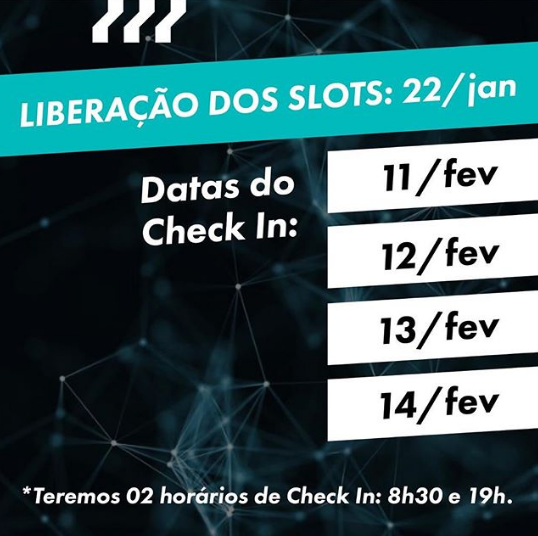 LIBERAÇÃO DOS SLOTS: 22/jan
Datas do
Check In:
11/fev
12/fev
13/fev
14/fev
*Teremos 02 horários de Check In: 8h30 e 19h.